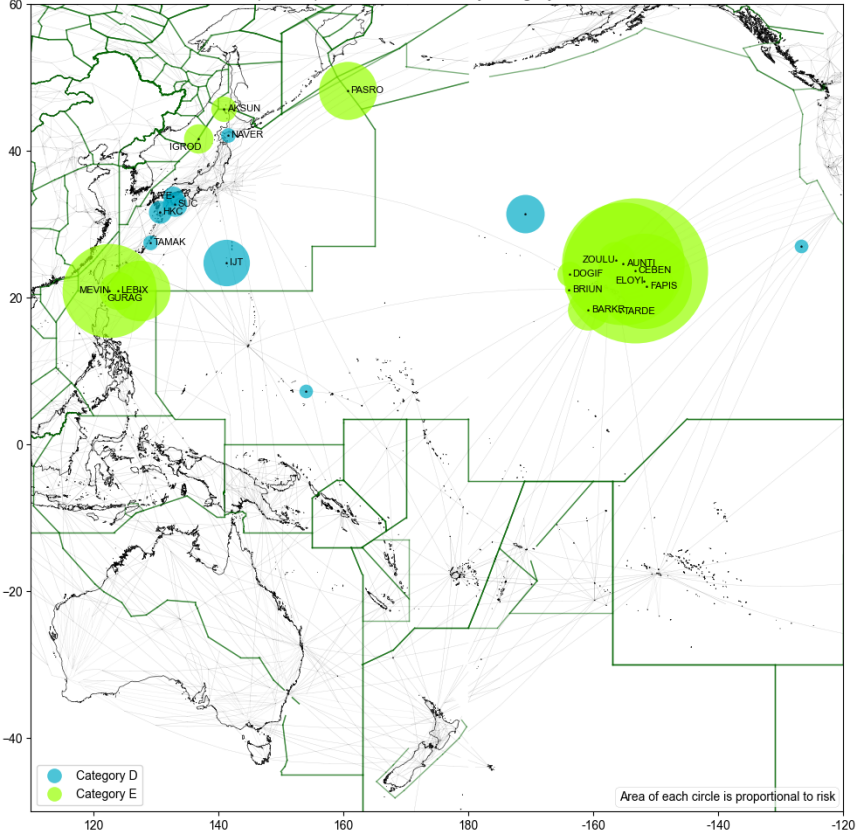 60
PASRO
AKSUN
NAVER
40
IGROD
SUC
HKC
ZOULU
AUNTI
TAMAK
IJT
CEBEN
DOGIF
ELOYI
FAPIS
MEVIN
LEBIX
BRIUN
20
GURAG
TARDE
0
−20
−40
Category D
Category E
Area of each circle is proportional to risk
120
140
160
-180
-160
-140
-120